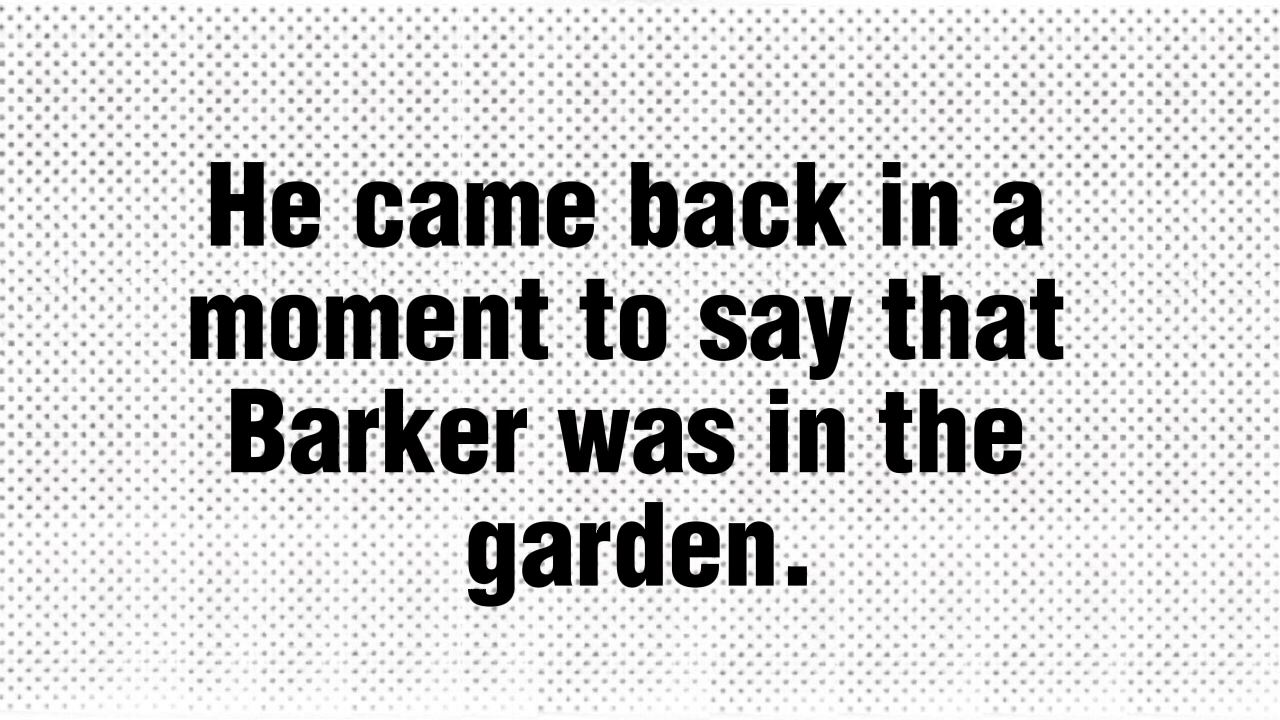 He came back in a
moment to say that
Barker was in the
garden.